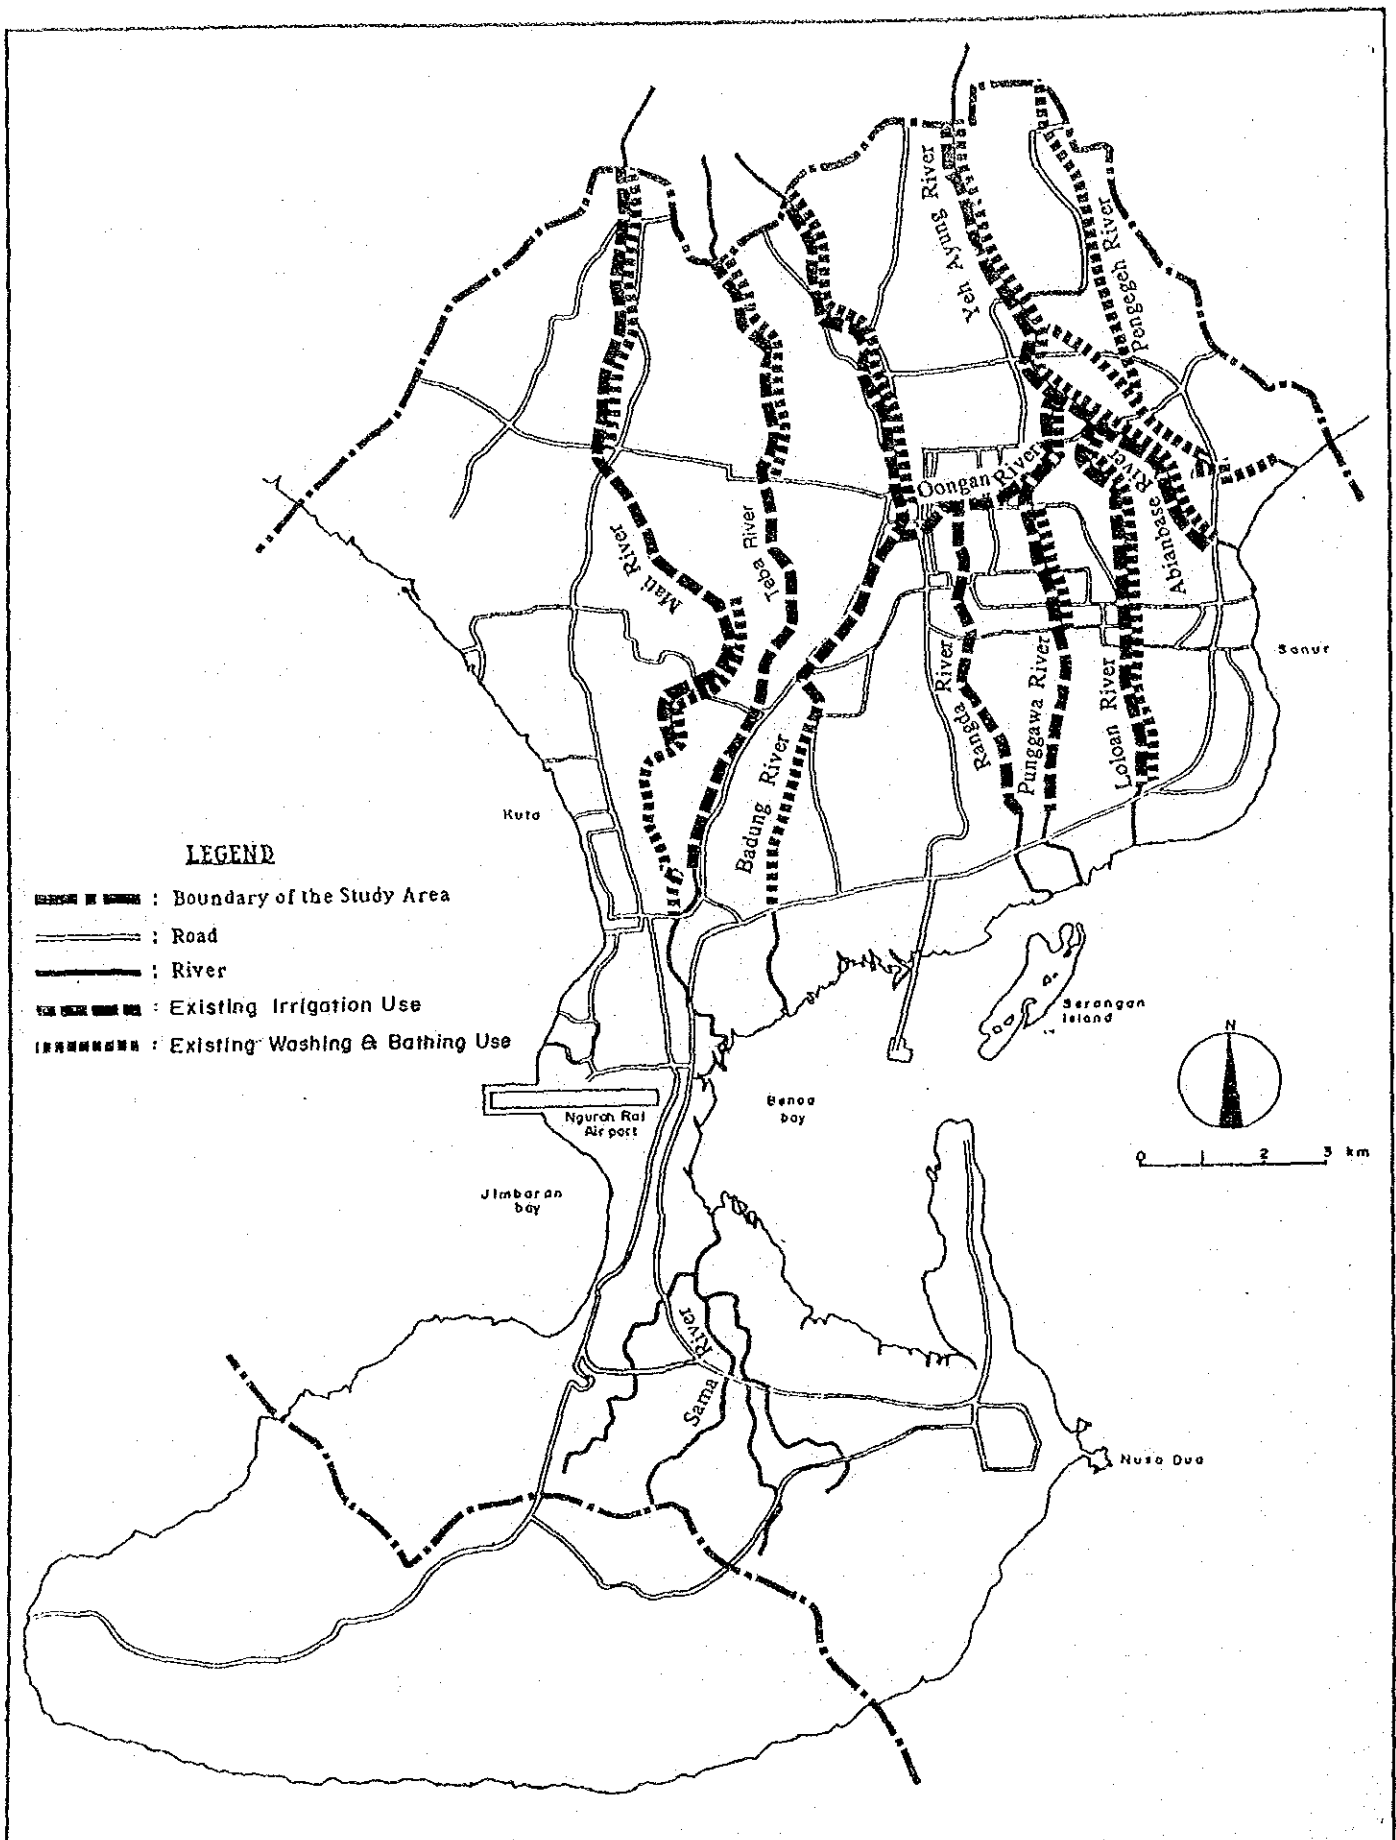 Yeh Ayung River
Pengegeh River
Oongan River
Abianbase River
Mati River
Teba River
Sanur
Rangda River
Punggawa River
Loloan River
Badung River
Kuta
LEGEND
: Boundary of the Study Area
: Road
: River
: Existing Irrigation Use
: Existing Washing & Bathing Use
Serangan
Island
N
Ngurah Rai
Airport
Benoa
bay
0 1 2 3 km
Jimbaran
bay
Sama River
Nusa Dua